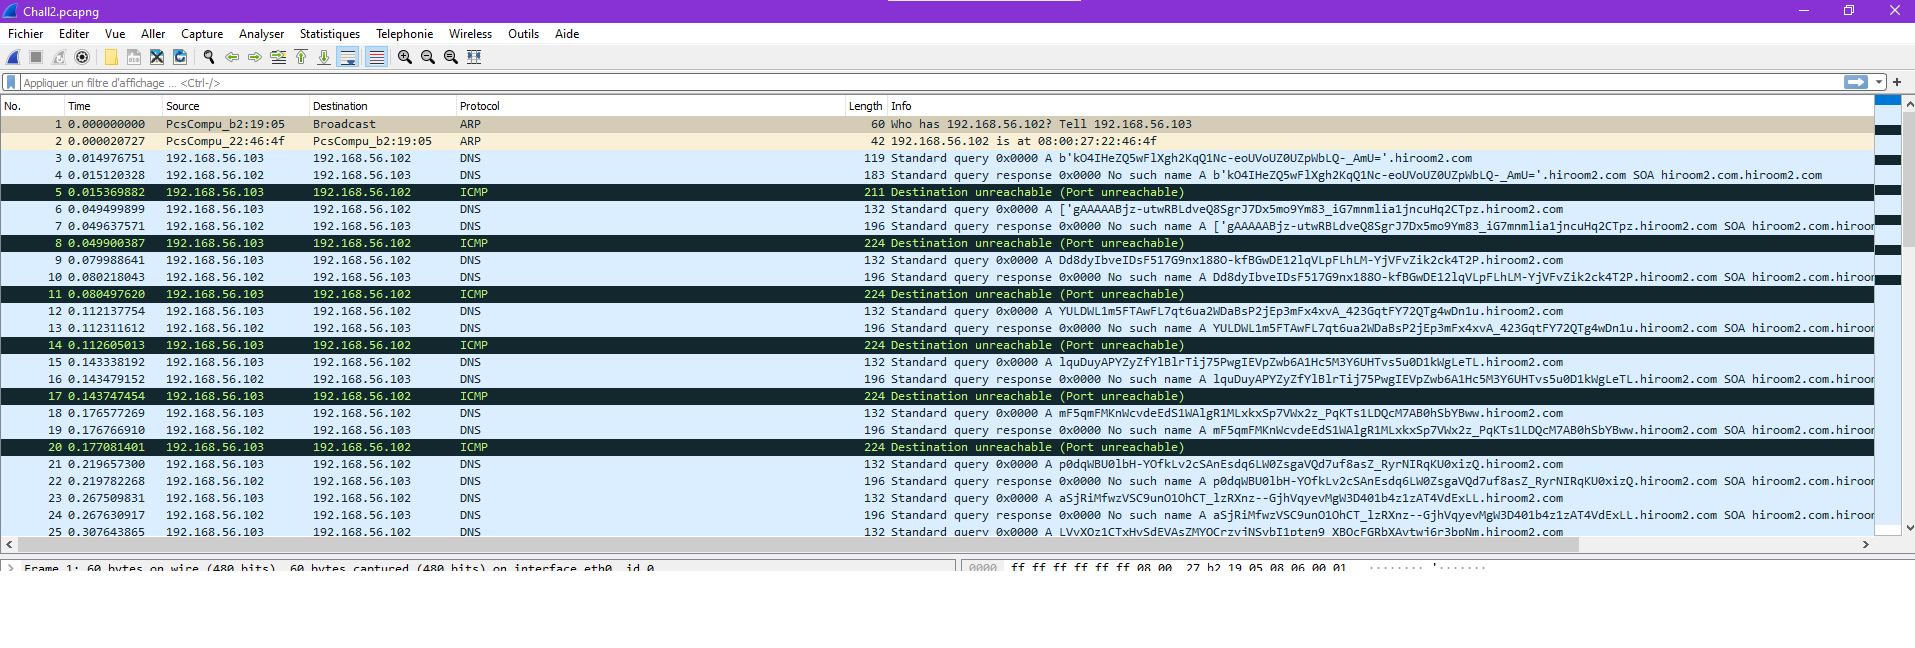 Chall2.pcapng
Fichier Editer Vue Aller Capture Analyser Statistiques Telephonie Wireless Outils Aide
Appliquer un filtre d'affichage … <Ctrl-/>
No. Time Source Destination Protocol Length Info
1 0.000000000 PcsCompu_b2:19:05 Broadcast ARP 60 Who has 192.168.56.102? Tell 192.168.56.103
2 0.000020727 PcsCompu_22:46:4f PcsCompu_b2:19:05 ARP 42 192.168.56.102 is at 08:00:27:22:46:4f
3 0.014976751 192.168.56.103 192.168.56.102 DNS 119 Standard query 0x0000 A b'kO4IHeZQ5wFlXgh2KqQ1Nc-eoUVoUZ0UZpWbLQ-_AmU='.hiroom2.com
4 0.015120328 192.168.56.102 192.168.56.103 DNS 183 Standard query response 0x0000 No such name A b'kO4IHeZQ5wFlXgh2KqQ1Nc-eoUVoUZ0UZpWbLQ-_AmU='.hiroom2.com SOA hiroom2.com.hiroom2.com
5 0.015369882 192.168.56.103 192.168.56.102 ICMP 211 Destination unreachable (Port unreachable)
6 0.049499899 192.168.56.103 192.168.56.102 DNS 132 Standard query 0x0000 A ['gAAAAABjz-utwRBLdveQ8SgrJ7Dx5mo9Ym83_iG7mnmlia1jncuHq2CTpz.hiroom2.com
7 0.049637571 192.168.56.102 192.168.56.103 DNS 196 Standard query response 0x0000 No such name A ['gAAAAABjz-utwRBLdveQ8SgrJ7Dx5mo9Ym83_iG7mnmlia1jncuHq2CTpz.hiroom2.com SOA hiroom2.com.hiroon
8 0.049900387 192.168.56.103 192.168.56.102 ICMP 224 Destination unreachable (Port unreachable)
9 0.079988641 192.168.56.103 192.168.56.102 DNS 132 Standard query 0x0000 A Dd8dyIbveIDsF517G9nx188O-kfBGwDE12lqVLpFLhLM-YjVFvZik2ck4T2P.hiroom2.com
10 0.080218043 192.168.56.102 192.168.56.103 DNS 196 Standard query response 0x0000 No such name A Dd8dyIbveIDsF517G9nx188O-kfBGwDE12lqVLpFLhLM-YjVFvZik2ck4T2P.hiroom2.com SOA hiroom2.com.hiroon
11 0.080497620 192.168.56.103 192.168.56.102 ICMP 224 Destination unreachable (Port unreachable)
12 0.112137754 192.168.56.103 192.168.56.102 DNS 132 Standard query 0x0000 A YULDWL1m5FTAwFL7qt6ua2WDaBsP2jEp3mFx4xvA_423GqtFY72QTg4wDn1u.hiroom2.com
13 0.112311612 192.168.56.102 192.168.56.103 DNS 196 Standard query response 0x0000 No such name A YULDWL1m5FTAwFL7qt6ua2WDaBsP2jEp3mFx4xvA_423GqtFY72QTg4wDn1u.hiroom2.com SOA hiroom2.com.hiroon
14 0.112605013 192.168.56.103 192.168.56.102 ICMP 224 Destination unreachable (Port unreachable)
15 0.143338192 192.168.56.103 192.168.56.102 DNS 132 Standard query 0x0000 A lquDuyAPYZyZfYlBlrTij75PwgIEVpZwb6A1Hc5M3Y6UHTvs5u0D1kWgLeTL.hiroom2.com
16 0.143479152 192.168.56.102 192.168.56.103 DNS 196 Standard query response 0x0000 No such name A lquDuyAPYZyZfYlBlrTij75PwgIEVpZwb6A1Hc5M3Y6UHTvs5u0D1kWgLeTL.hiroom2.com SOA hiroom2.com.hiroon
17 0.143747454 192.168.56.103 192.168.56.102 ICMP 224 Destination unreachable (Port unreachable)
18 0.176577269 192.168.56.103 192.168.56.102 DNS 132 Standard query 0x0000 A mF5qmFMKnWcvdeEdS1WAlgR1MLxkxSp7VWx2z_PqKTs1LDQcM7AB0hSbYBww.hiroom2.com
19 0.176766910 192.168.56.102 192.168.56.103 DNS 196 Standard query response 0x0000 No such name A mF5qmFMKnWcvdeEdS1WAlgR1MLxkxSp7VWx2z_PqKTs1LDQcM7AB0hSbYBww.hiroom2.com SOA hiroom2.com.hiroon
20 0.177081401 192.168.56.103 192.168.56.102 ICMP 224 Destination unreachable (Port unreachable)
21 0.219657300 192.168.56.103 192.168.56.102 DNS 132 Standard query 0x0000 A p0dqWBU0lbH-YOfkLv2cSAnEsdq6LW0ZsgaVQd7uf8asZ_RyrNIRqKU0xizQ.hiroom2.com
22 0.219782268 192.168.56.102 192.168.56.103 DNS 196 Standard query response 0x0000 No such name A p0dqWBU0lbH-YOfkLv2cSAnEsdq6LW0ZsgaVQd7uf8asZ_RyrNIRqKU0xizQ.hiroom2.com SOA hiroom2.com.hiroon
23 0.267509831 192.168.56.103 192.168.56.102 DNS 132 Standard query 0x0000 A aSjRiMfwzVSC9unO1OhCT_lzRXnz--GjhVqyevMgW3D401b4z1zAT4VdExLL.hiroom2.com
24 0.267630917 192.168.56.102 192.168.56.103 DNS 196 Standard query response 0x0000 No such name A aSjRiMfwzVSC9unO1OhCT_lzRXnz--GjhVqyevMgW3D401b4z1zAT4VdExLL.hiroom2.com SOA hiroom2.com.hiroon
25 0.307643865 192.168.56.103 192.168.56.102 DNS 132 Standard query 0x0000 A LVvXOz1CTxHvSdEVAsZMYOCrzviNSvbI1ptgn9_XBOcFGRbXAvtwj6r3bpNm.hiroom2.com
Frame 1: 60 bytes on wire (480 bits), 60 bytes captured (480 bits) on interface eth0, id 0
0000 ff ff ff ff ff ff 08 00 27 b2 19 05 08 06 00 01 ········ '·······